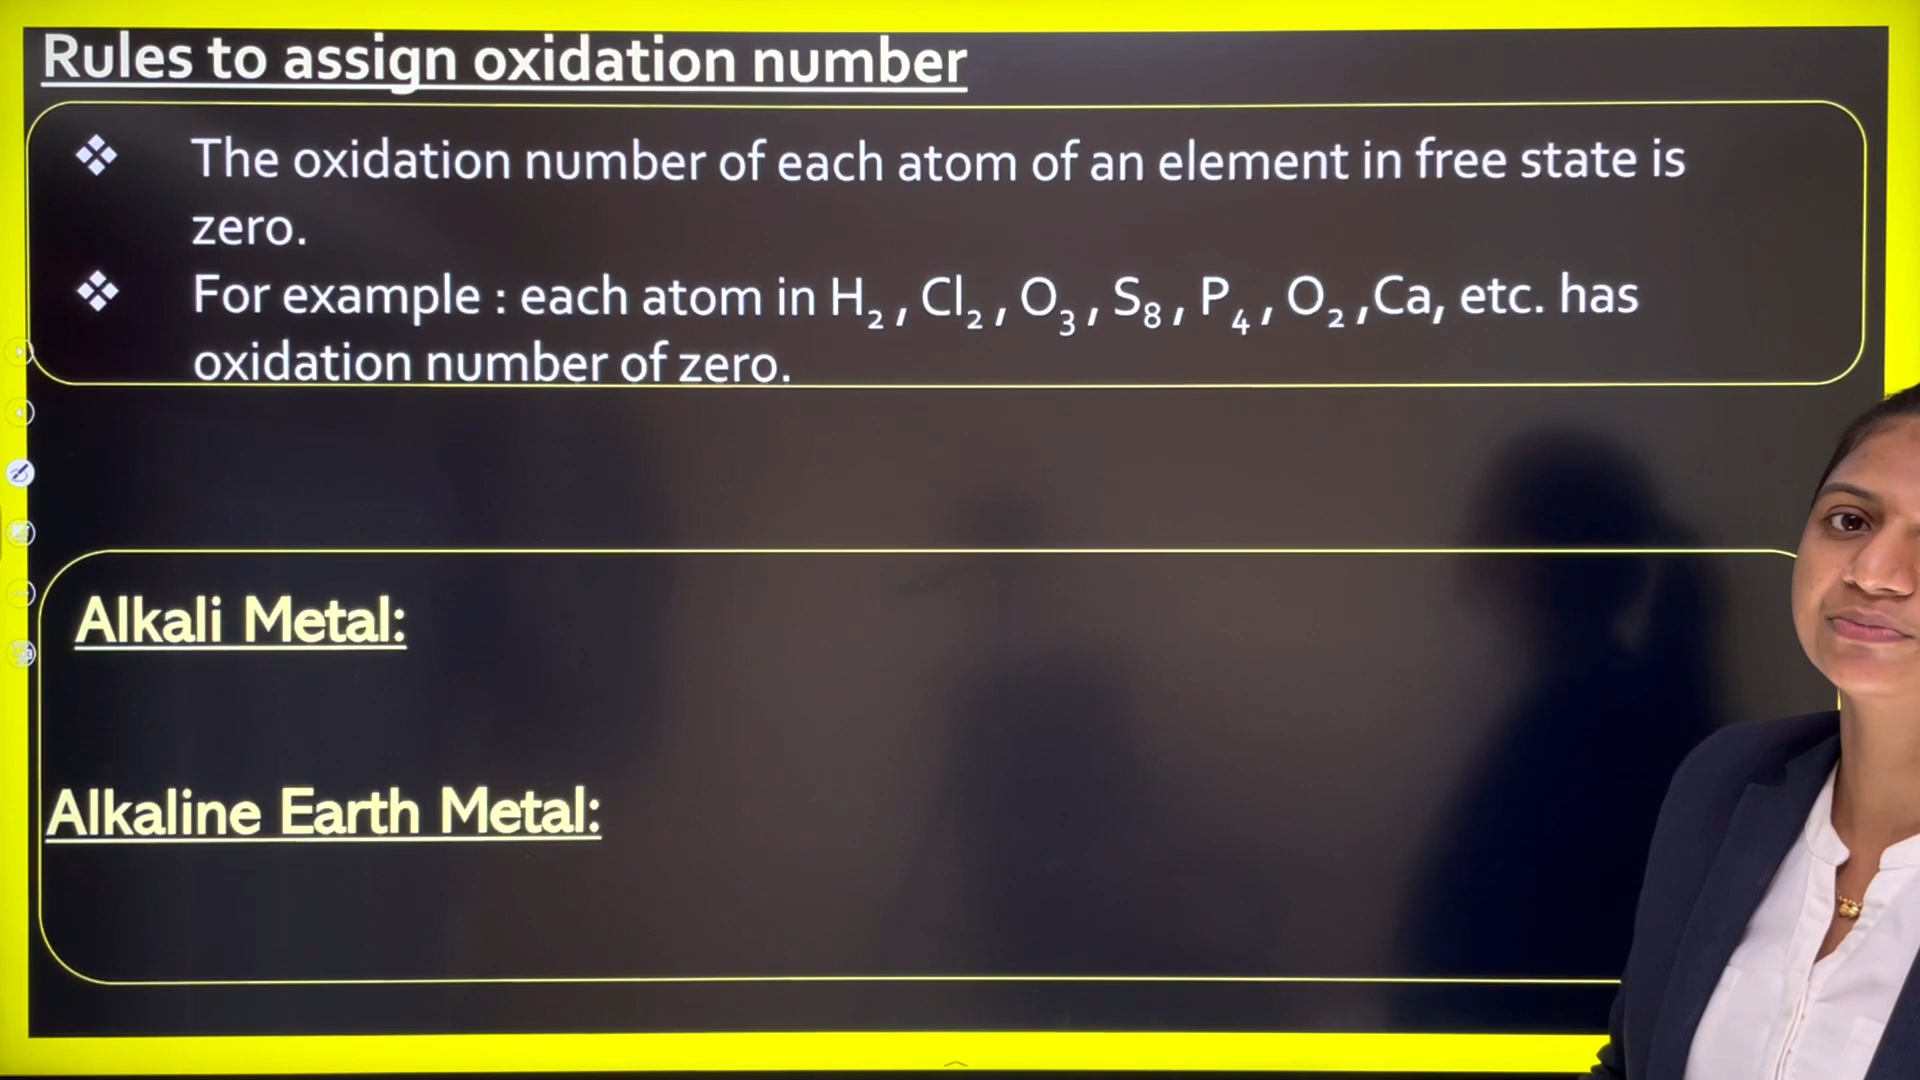 Rules to assign oxidation number
❖ The oxidation number of each atom of an element in free state is
zero.
❖ For example : each atom in H₂ , Cl₂ , O₃ , S₈ , P₄ , O₂ ,Ca, etc. has
oxidation number of zero.
Alkali Metal:
Alkaline Earth Metal: